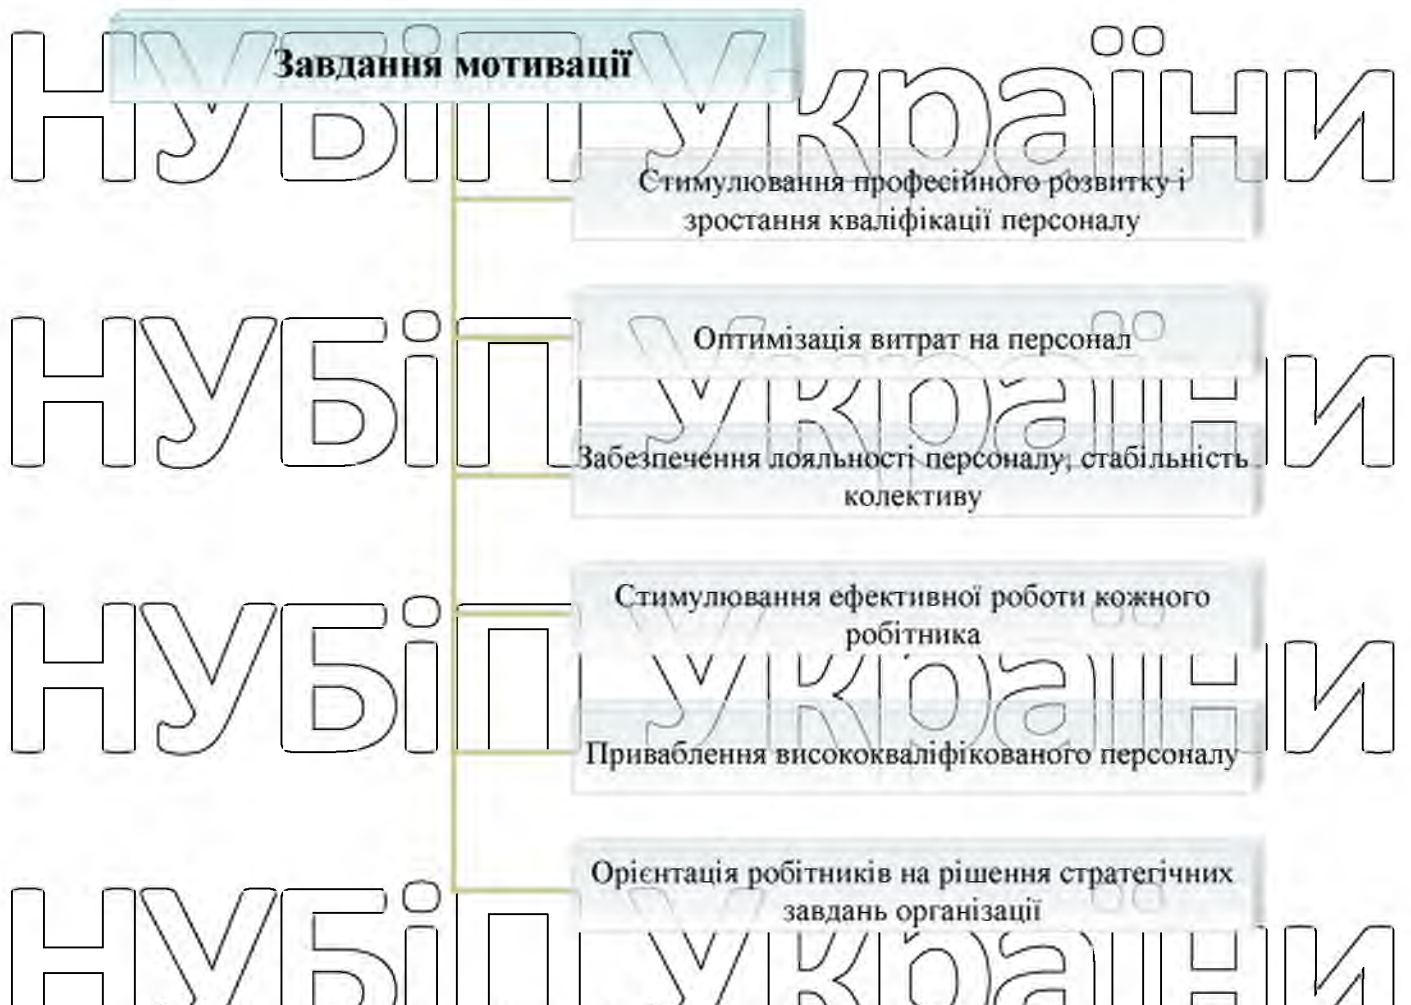 НУБіП України
Завдання мотивації
Стимулювання професійного розвитку і
зростання кваліфікації персоналу
НУБіП України
Оптимізація витрат на персонал
Забезпечення лояльності персоналу, стабільність
колективу
НУБіП України
Стимулювання ефективної роботи кожного
робітника
Приваблення висококваліфікованого персоналу
НУБіП України
Орієнтація робітників на рішення стратегічних
завдань організації